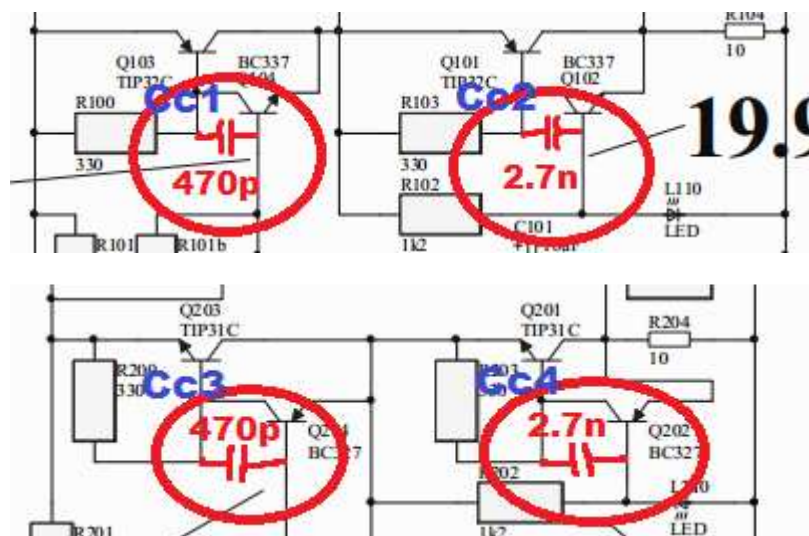 R104
10
Q103
TIP32C
BC337
Q104
Q101
TIP32C
BC337
Q102
Cc1
Cc2
R100
330
R103
330
470p
2.7n
19.9
R102
1k2
L110
LED
C101
R101
R101b
Q203
TIP31C
Q201
TIP31C
R204
10
330
Cc3
Cc4
470p
2.7n
BC327
Q202
BC327
1k2
LED
R201